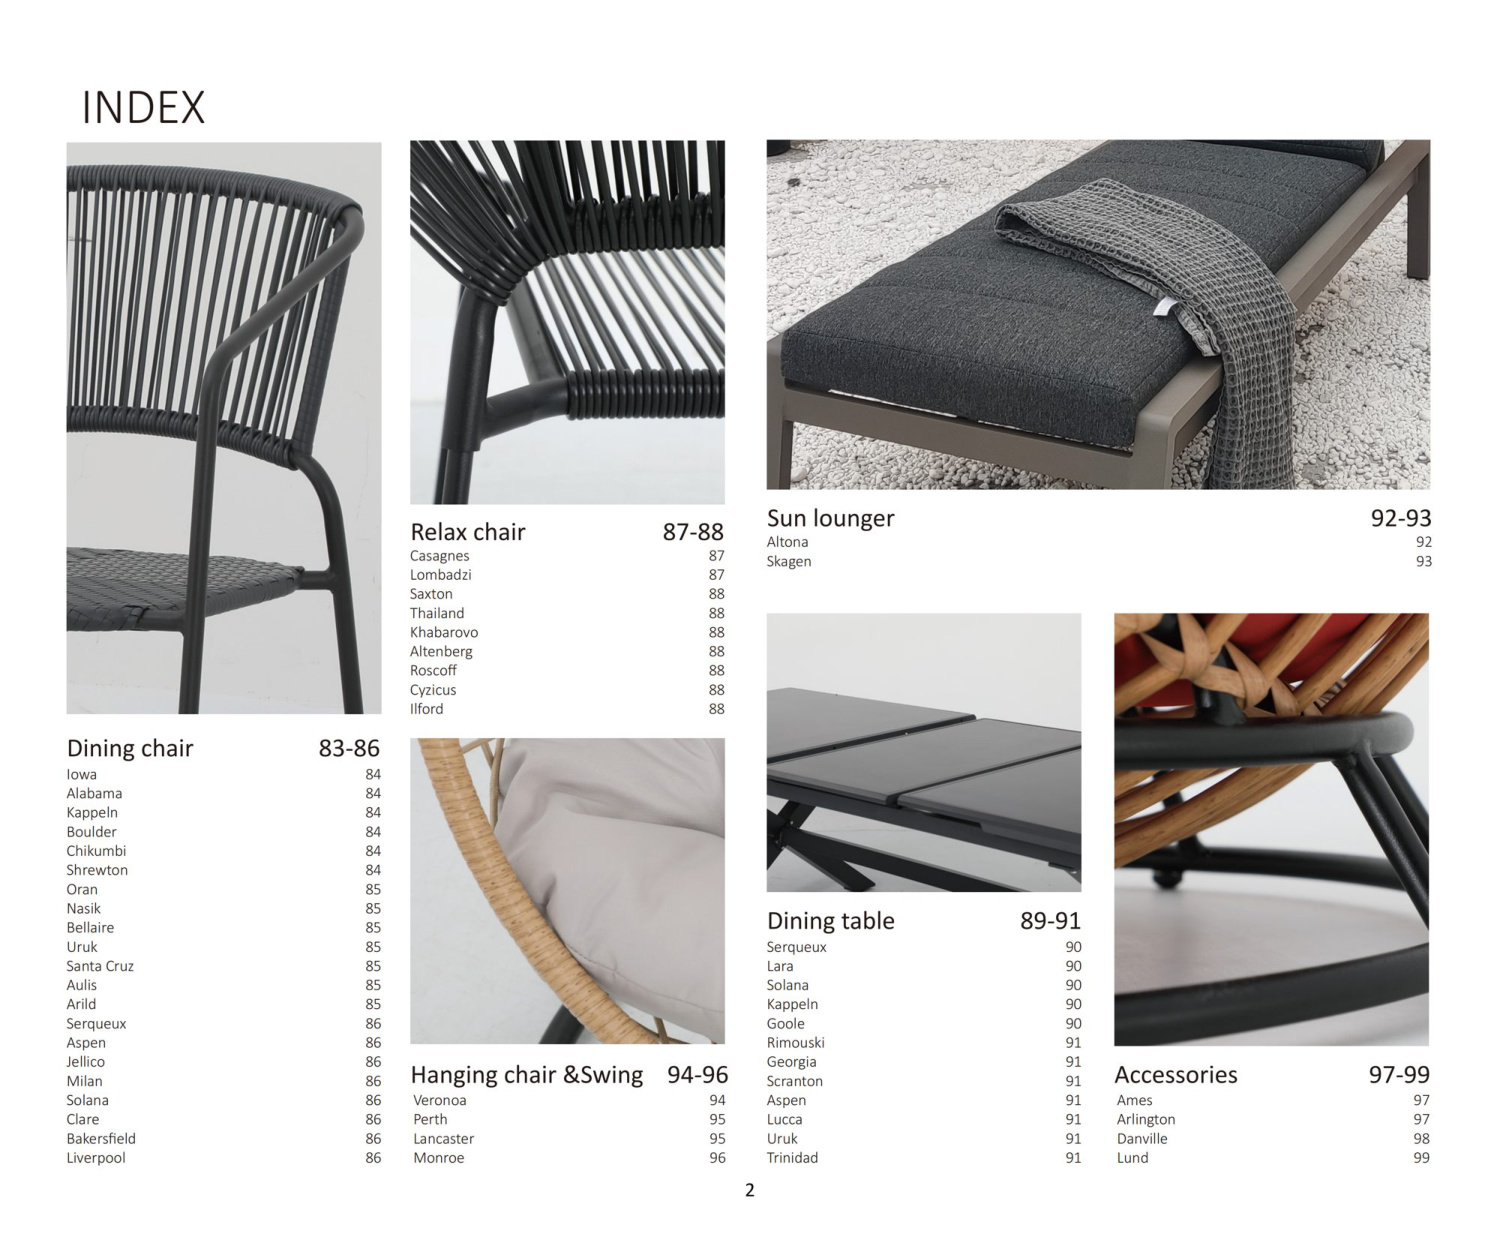 INDEX
Dining chair 83-86
Iowa 84
Alabama 84
Kappeln 84
Boulder 84
Chikumbi 84
Shrewton 84
Oran 85
Nasik 85
Bellaire 85
Uruk 85
Santa Cruz 85
Aulis 85
Arild 85
Serqueux 86
Aspen 86
Jellico 86
Milan 86
Solana 86
Clare 86
Bakersfield 86
Liverpool 86
Relax chair 87-88
Casagnes 87
Lombadzi 87
Saxton 88
Thailand 88
Khabarovo 88
Altenberg 88
Roscoff 88
Cyzicus 88
Ilford 88
Hanging chair &Swing 94-96
Veronoa 94
Perth 95
Lancaster 95
Monroe 96
Sun lounger 92-93
Altona 92
Skagen 93
Dining table 89-91
Serqueux 90
Lara 90
Solana 90
Kappeln 90
Goole 90
Rimouski 91
Georgia 91
Scranton 91
Aspen 91
Lucca 91
Uruk 91
Trinidad 91
Accessories 97-99
Ames 97
Arlington 97
Danville 98
Lund 99
2